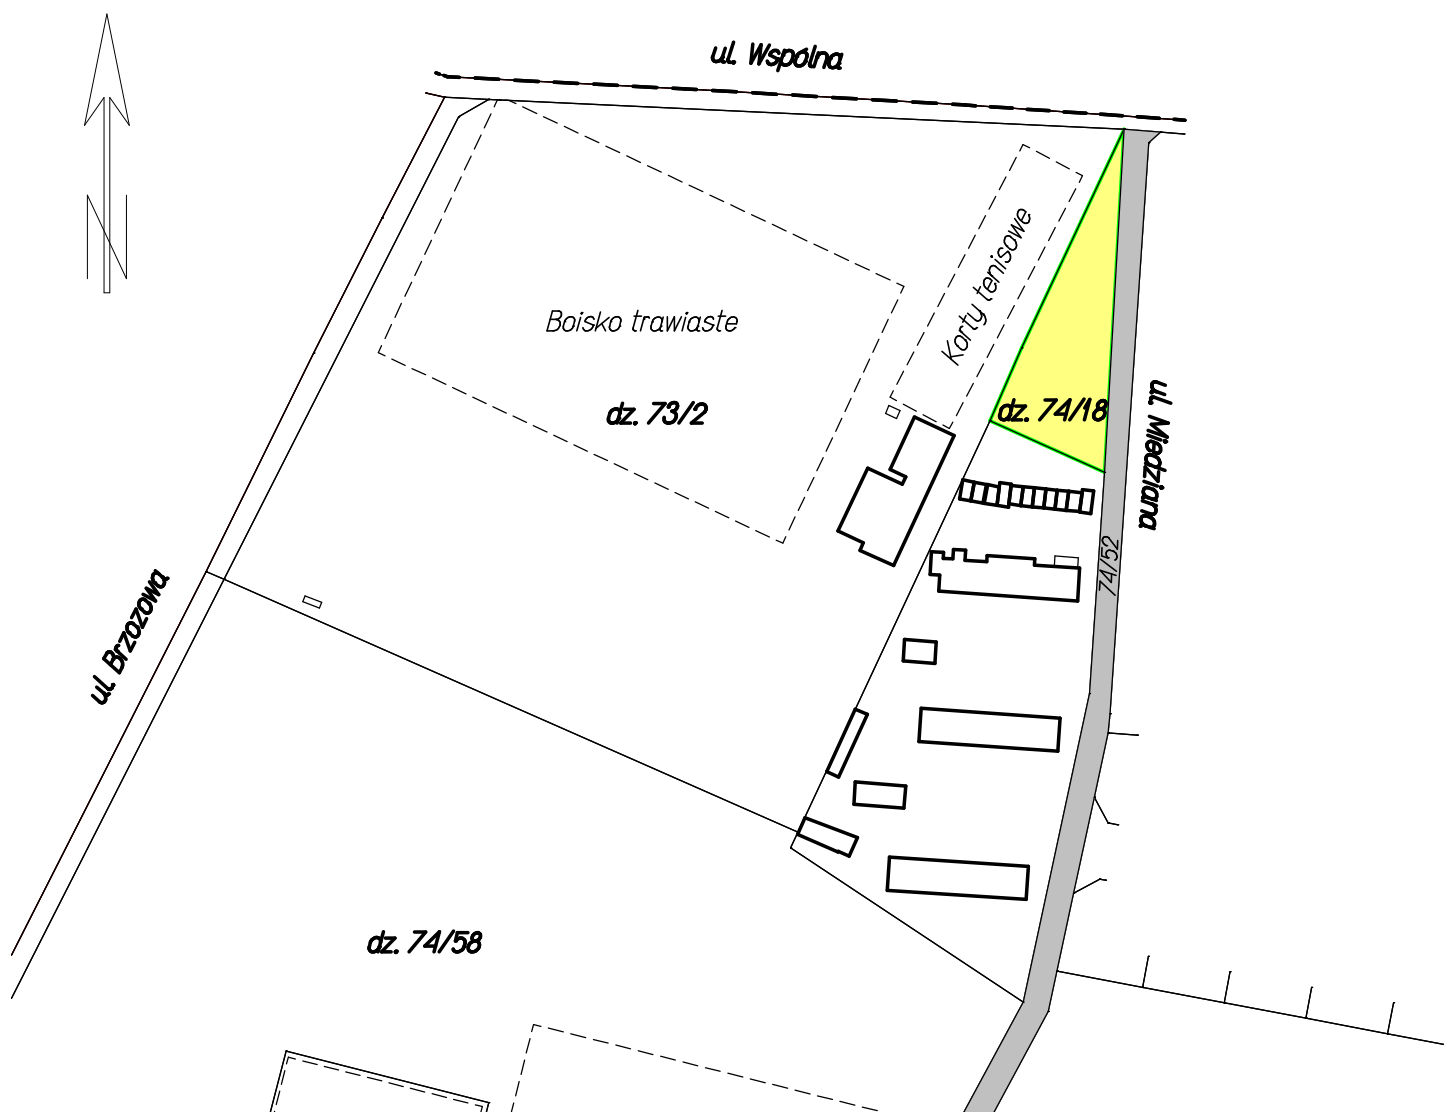 ul. Wspólna
N
Korty tenisowe
Boisko trawiaste
dz. 73/2
dz. 74/18
ul. Miedziana
74/52
ul. Brzozowa
dz. 74/58